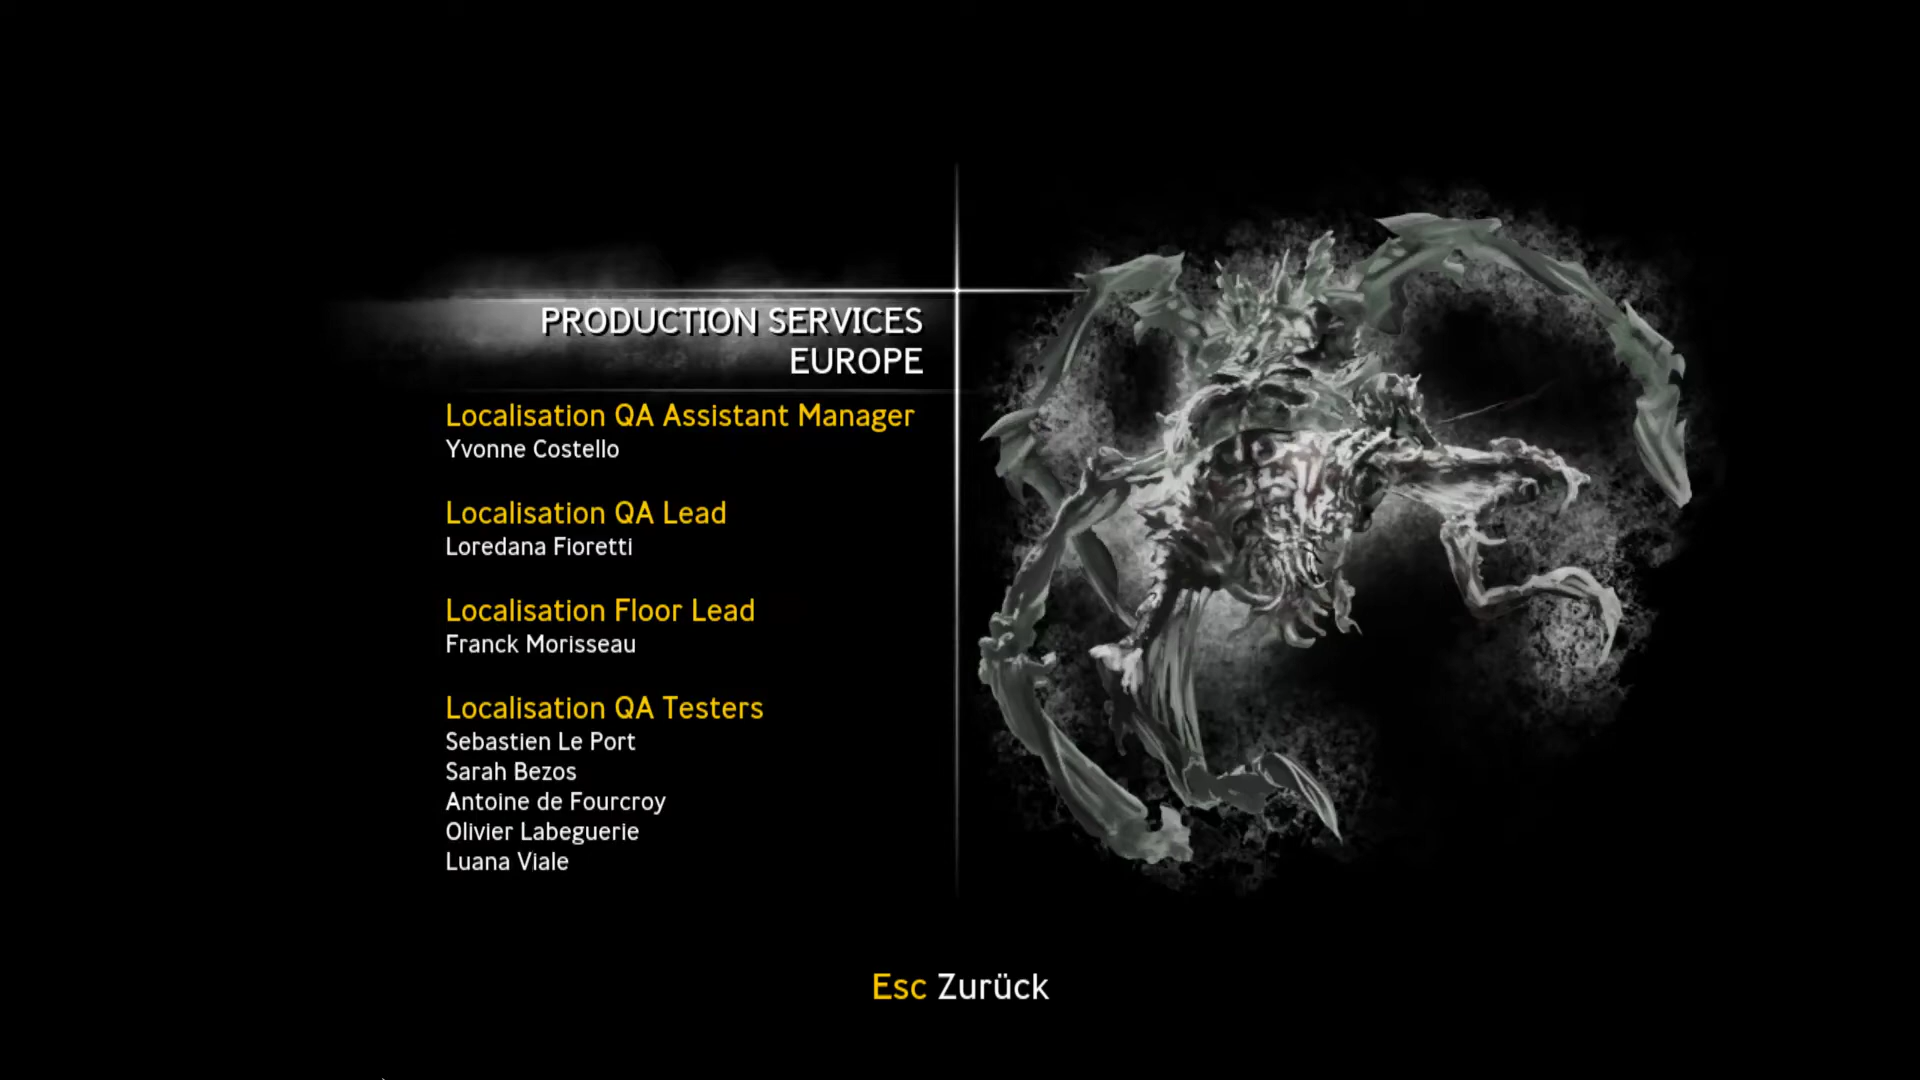 PRODUCTION SERVICES
EUROPE
Localisation QA Assistant Manager
Yvonne Costello
Localisation QA Lead
Loredana Fioretti
Localisation Floor Lead
Franck Morisseau
Localisation QA Testers
Sebastien Le Port
Sarah Bezos
Antoine de Fourcroy
Olivier Labeguerie
Luana Viale
Esc Zurück